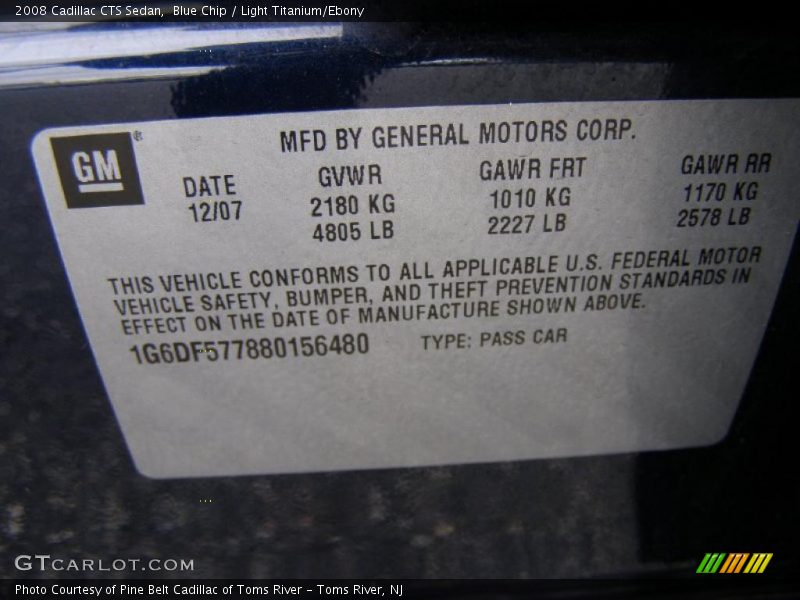 2008 Cadillac CTS Sedan,  Blue Chip / Light Titanium/Ebony
GM®
MFD BY GENERAL MOTORS CORP.
DATE GVWR GAWR FRT GAWR RR
12/07 2180 KG 1010 KG 1170 KG
4805 LB 2227 LB 2578 LB
THIS VEHICLE CONFORMS TO ALL APPLICABLE U.S. FEDERAL MOTOR
VEHICLE SAFETY, BUMPER, AND THEFT PREVENTION STANDARDS IN
EFFECT ON THE DATE OF MANUFACTURE SHOWN ABOVE.
1G6DF577880156480 TYPE: PASS CAR
GTCARLOT.COM
Photo Courtesy of Pine Belt Cadillac of Toms River – Toms River, NJ